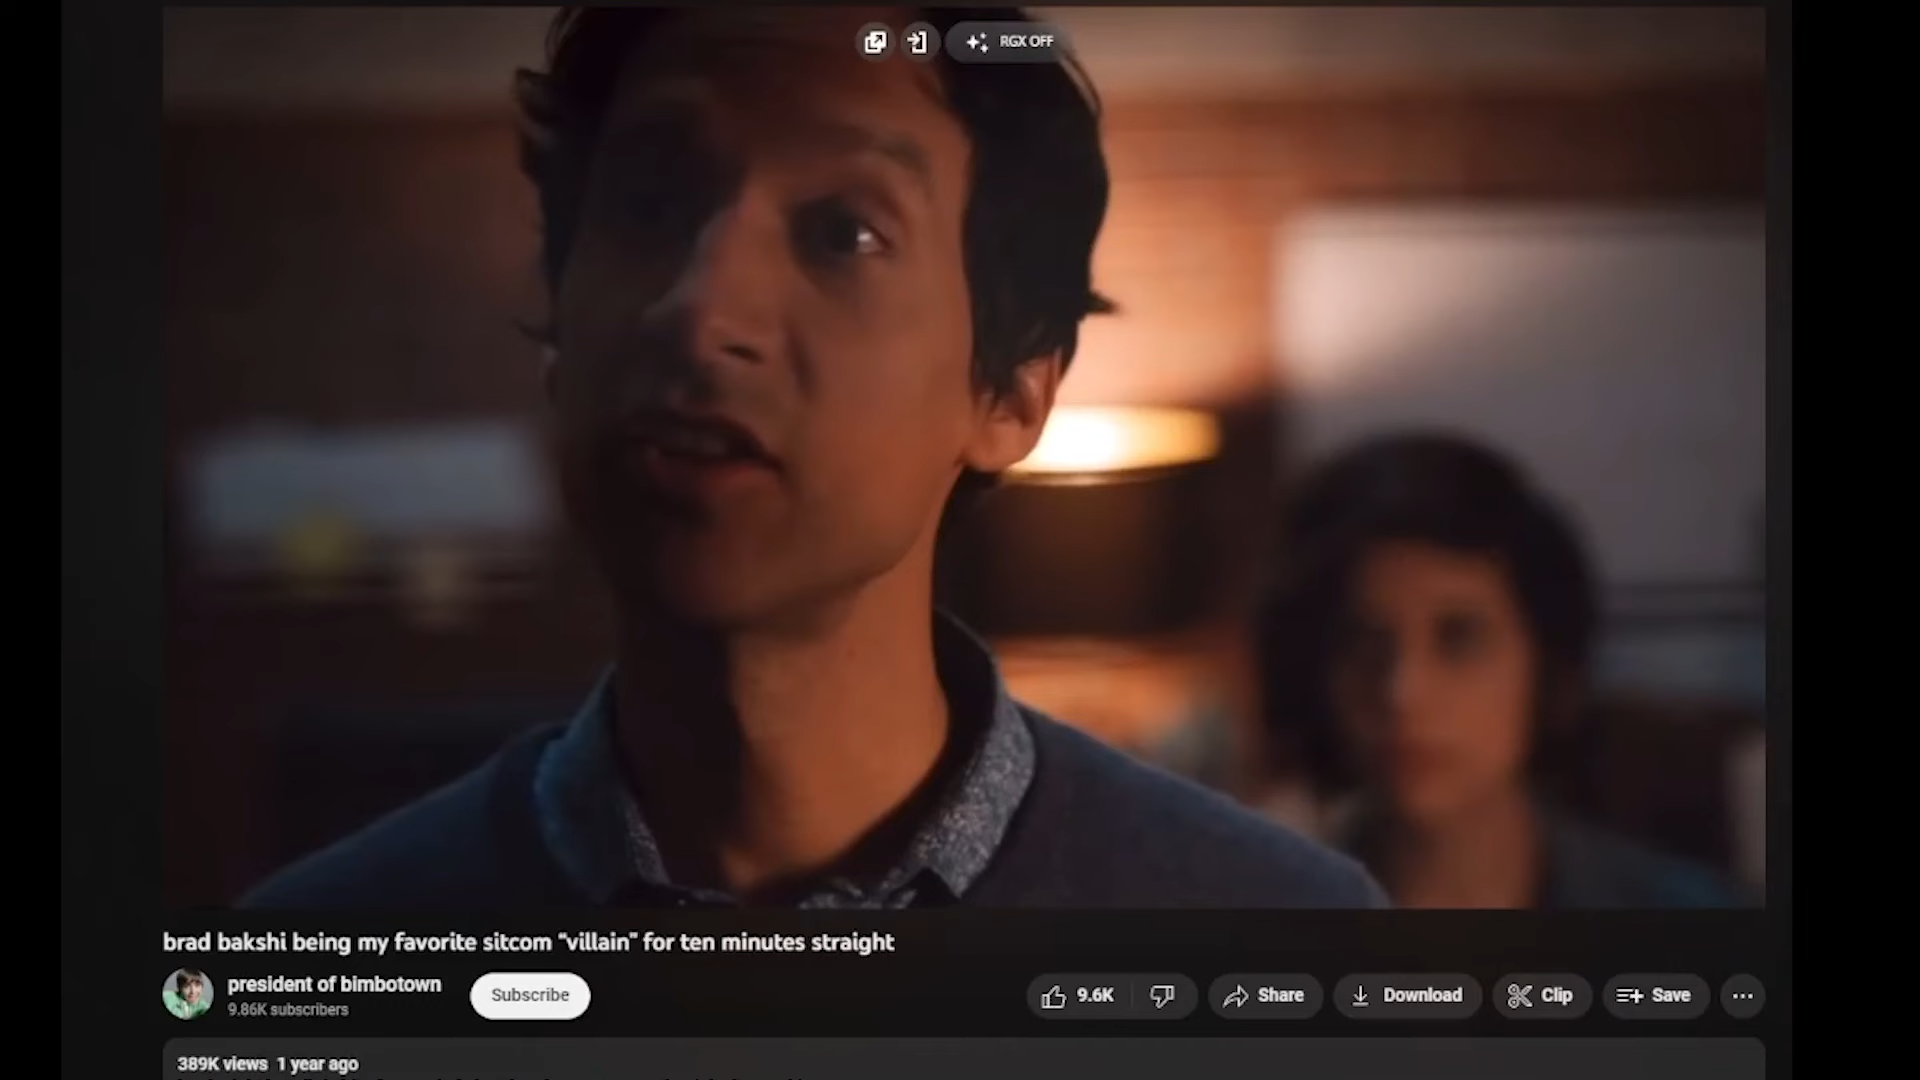 RGX OFF
brad bakshi being my favorite sitcom “villain” for ten minutes straight
president of bimbotown
9.86K subscribers
Subscribe
9.6K
Share
Download
Clip
Save
389K views 1 year ago